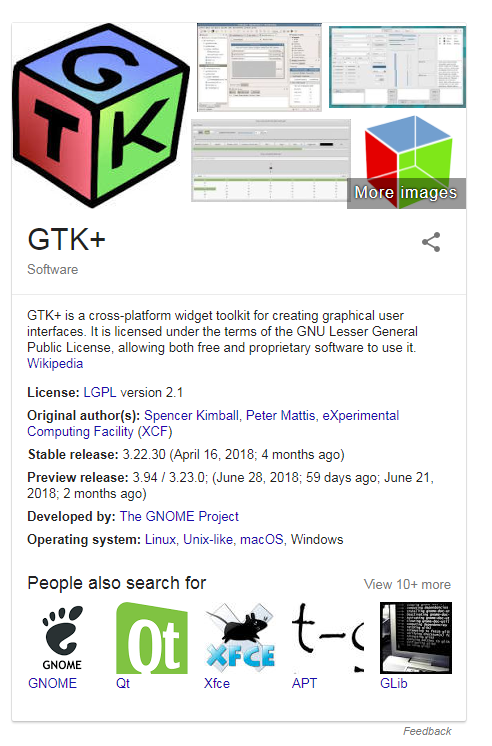 G
T K
More images
GTK+
Software
GTK+ is a cross-platform widget toolkit for creating graphical user
interfaces. It is licensed under the terms of the GNU Lesser General
Public License, allowing both free and proprietary software to use it.
Wikipedia
License: LGPL version 2.1
Original author(s): Spencer Kimball, Peter Mattis, eXperimental
Computing Facility (XCF)
Stable release: 3.22.30 (April 16, 2018; 4 months ago)
Preview release: 3.94 / 3.23.0; (June 28, 2018; 59 days ago; June 21,
2018; 2 months ago)
Developed by: The GNOME Project
Operating system: Linux, Unix-like, macOS, Windows
People also search for
View 10+ more
GNOME
Qt
XFCE
t-g
GNOME
Qt
Xfce
APT
GLib
Feedback